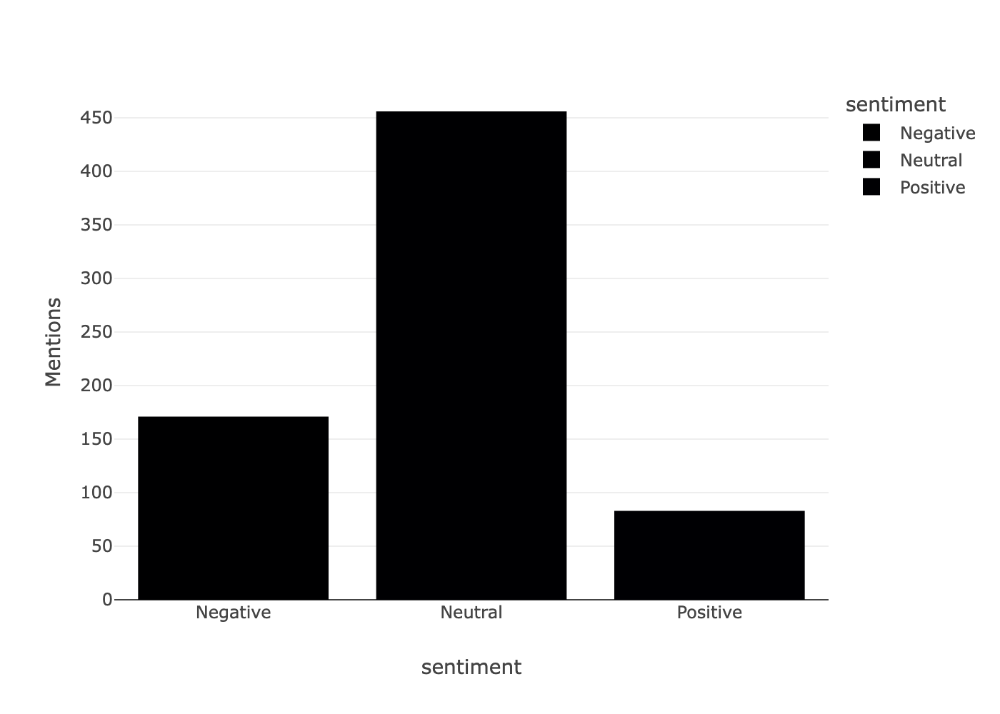 sentiment
Negative
Neutral
Positive
450
400
350
300
250
200
150
100
50
0
Mentions
Negative
Neutral
Positive
sentiment